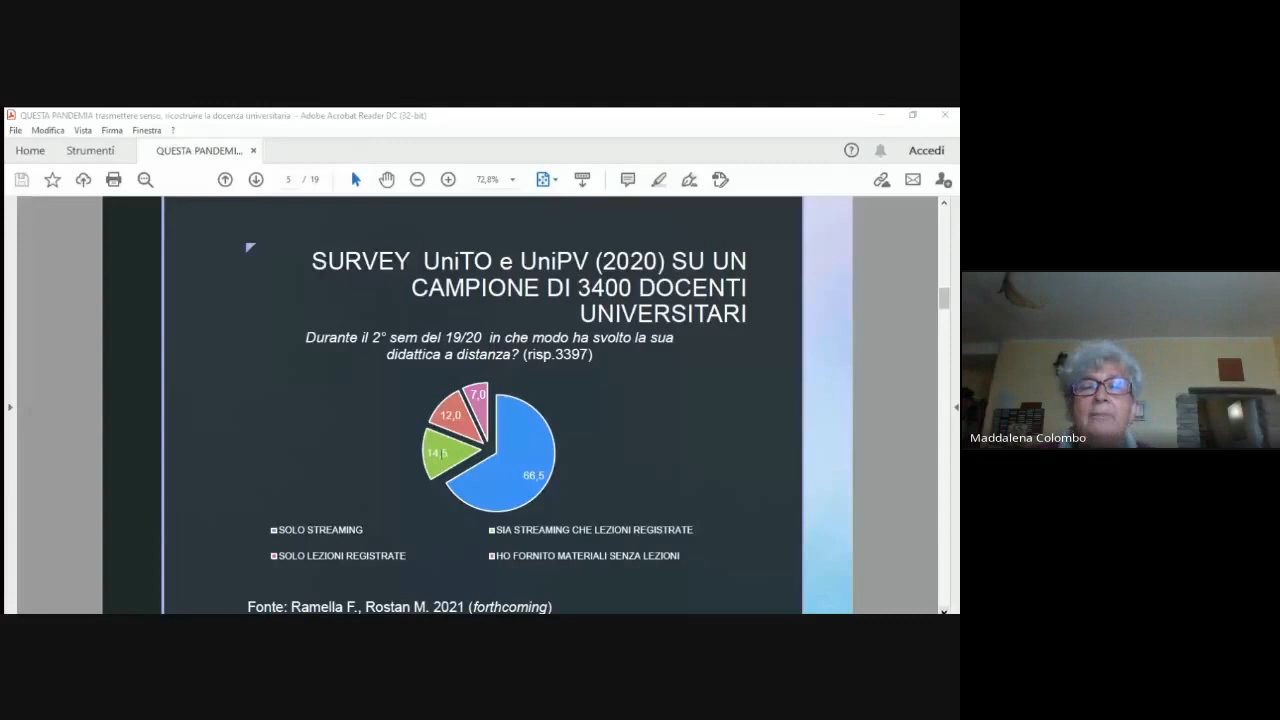 QUESTA PANDEMIA trasmettere senso, ricostruire la docenza universitaria - Adobe Acrobat Reader DC (32-bit)
File Modifica Vista Firma Finestra ?
Home Strumenti QUESTA PANDEMI... × Accedi
5 / 19 72,8%
SURVEY UniTO e UniPV (2020) SU UN
CAMPIONE DI 3400 DOCENTI
UNIVERSITARI
Durante il 2° sem del 19/20 in che modo ha svolto la sua
didattica a distanza? (risp.3397)
7,0
12,0
14,5
66,5
SOLO STREAMING
SIA STREAMING CHE LEZIONI REGISTRATE
SOLO LEZIONI REGISTRATE
HO FORNITO MATERIALI SENZA LEZIONI
Fonte: Ramella F., Rostan M. 2021 (forthcoming)
Maddalena Colombo